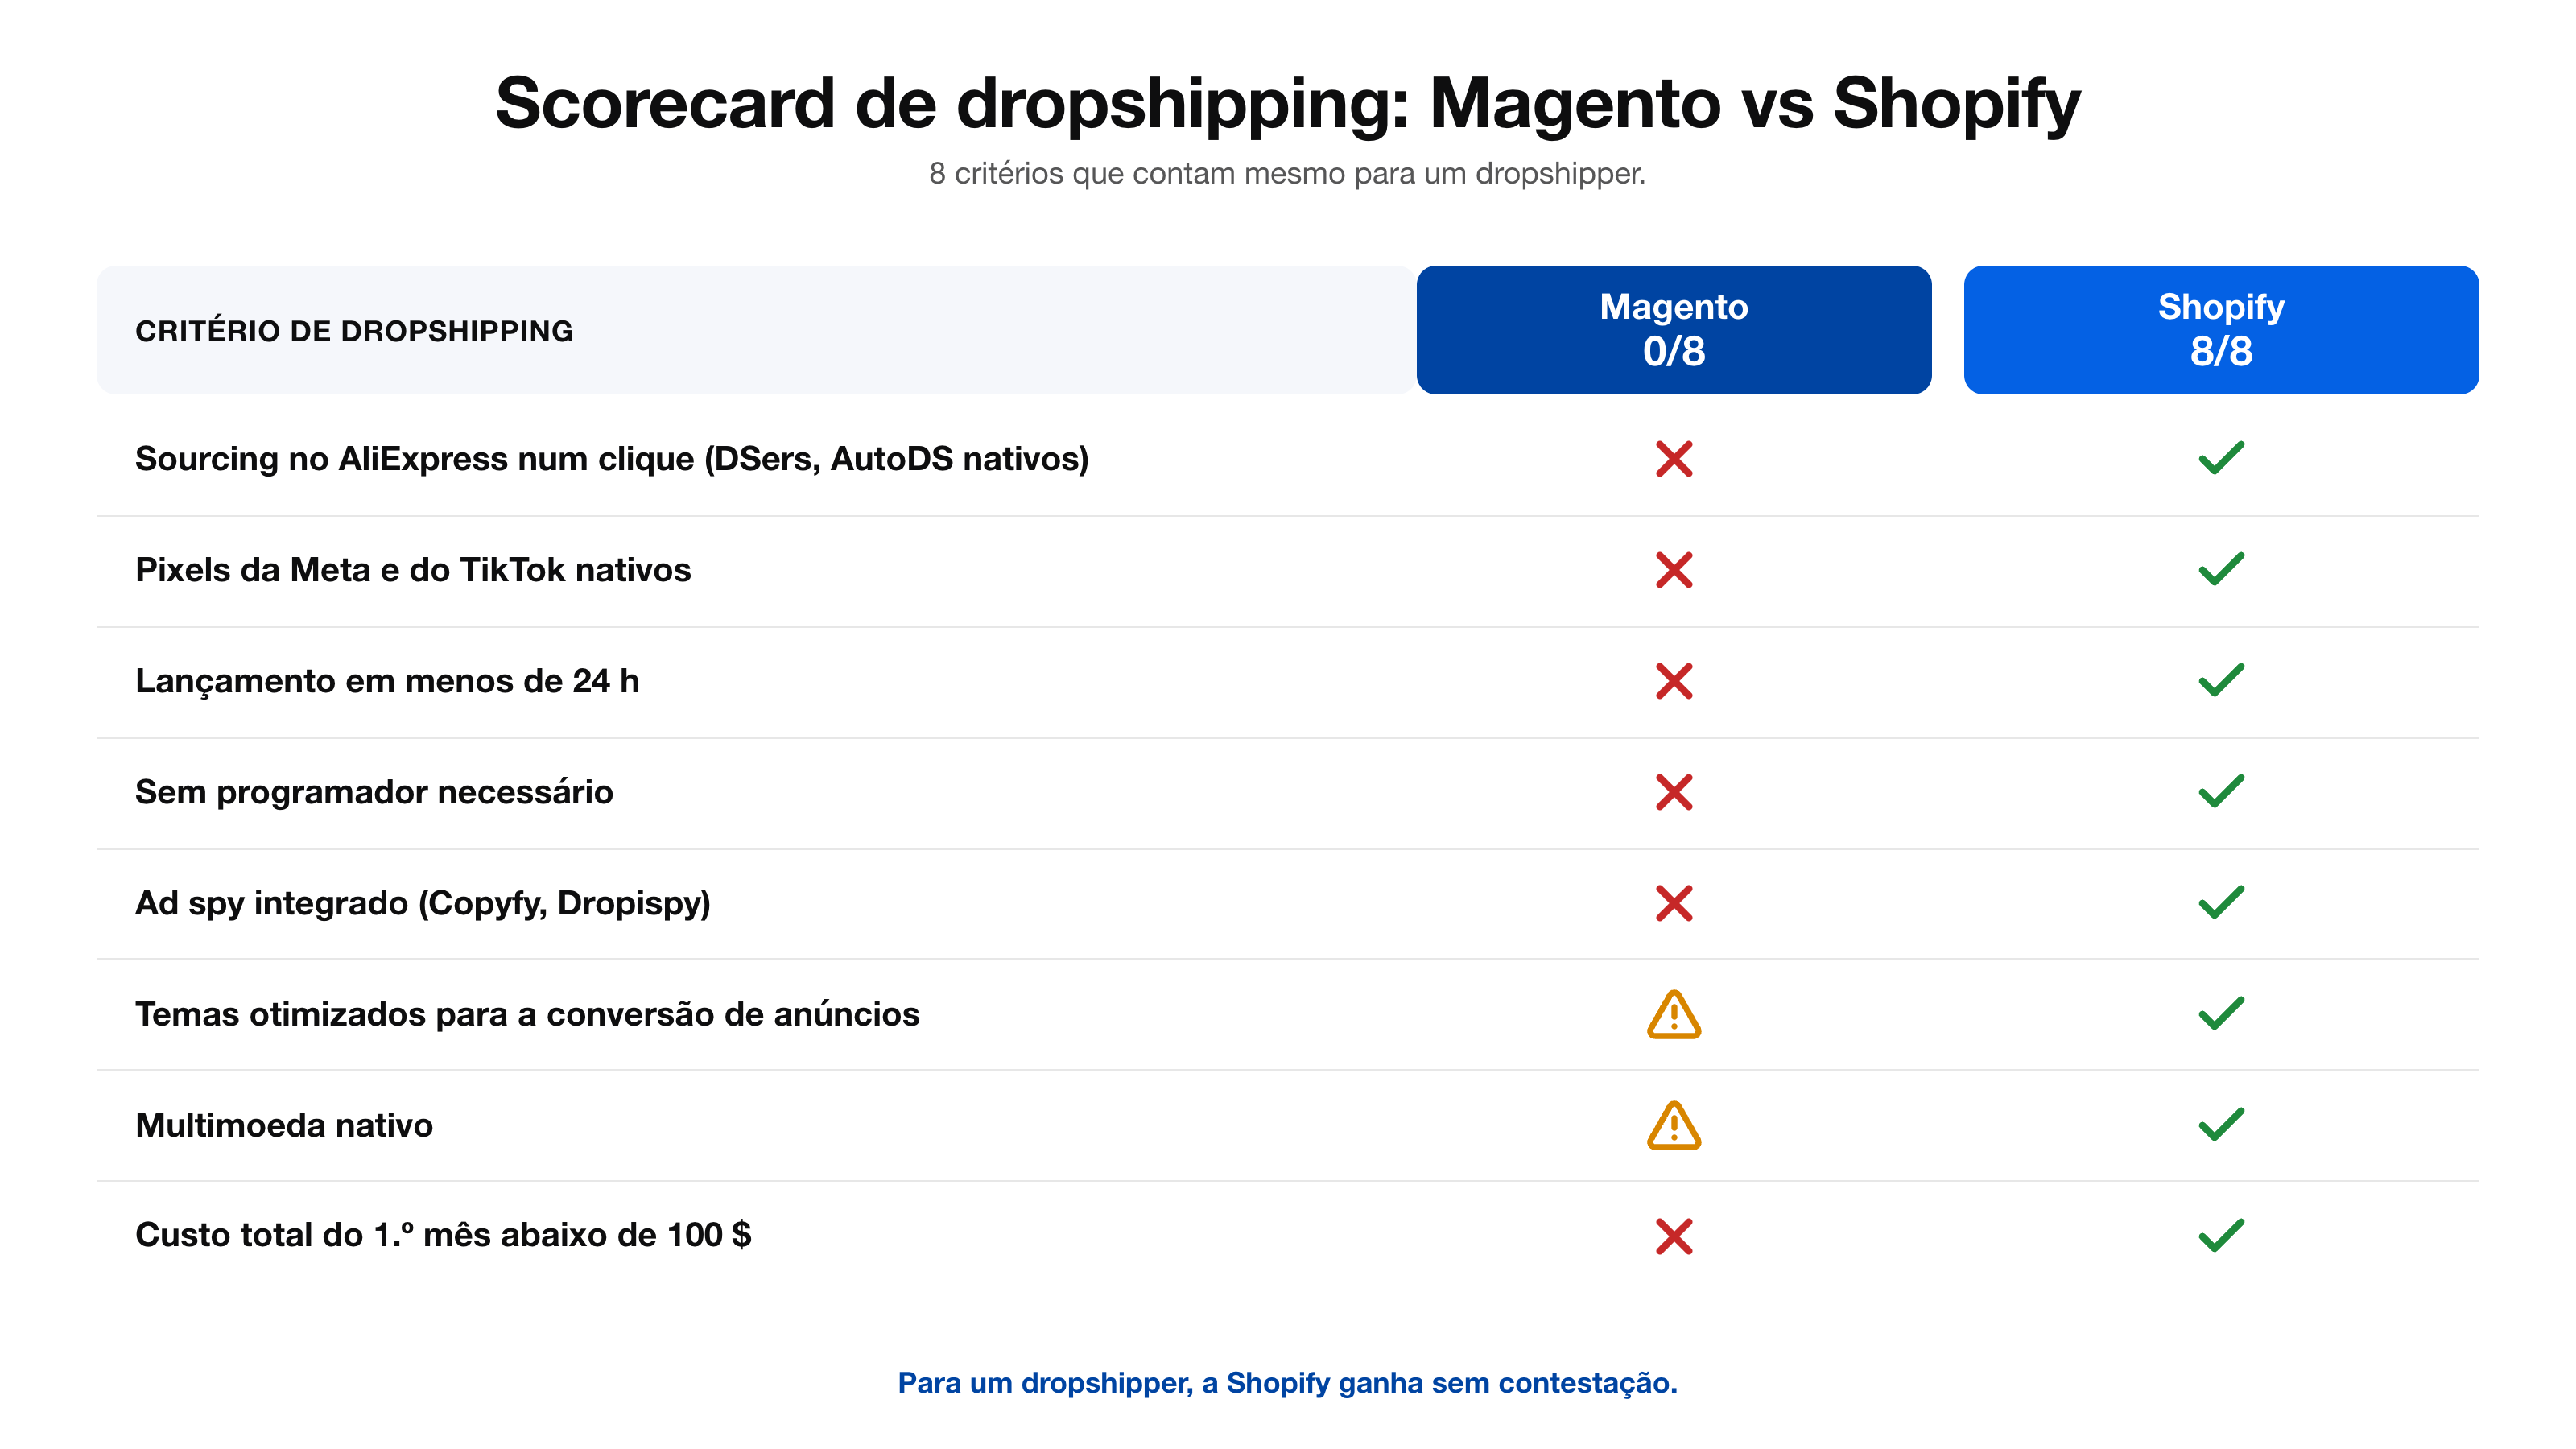 Scorecard de dropshipping: Magento vs Shopify
8 critérios que contam mesmo para um dropshipper.
CRITÉRIO DE DROPSHIPPING
Magento
0/8
Shopify
8/8
Sourcing no AliExpress num clique (DSers, AutoDS nativos)
Pixels da Meta e do TikTok nativos
Lançamento em menos de 24 h
Sem programador necessário
Ad spy integrado (Copyfy, Dropispy)
Temas otimizados para a conversão de anúncios
Multimoeda nativo
Custo total do 1.º mês abaixo de 100 $
Para um dropshipper, a Shopify ganha sem contestação.